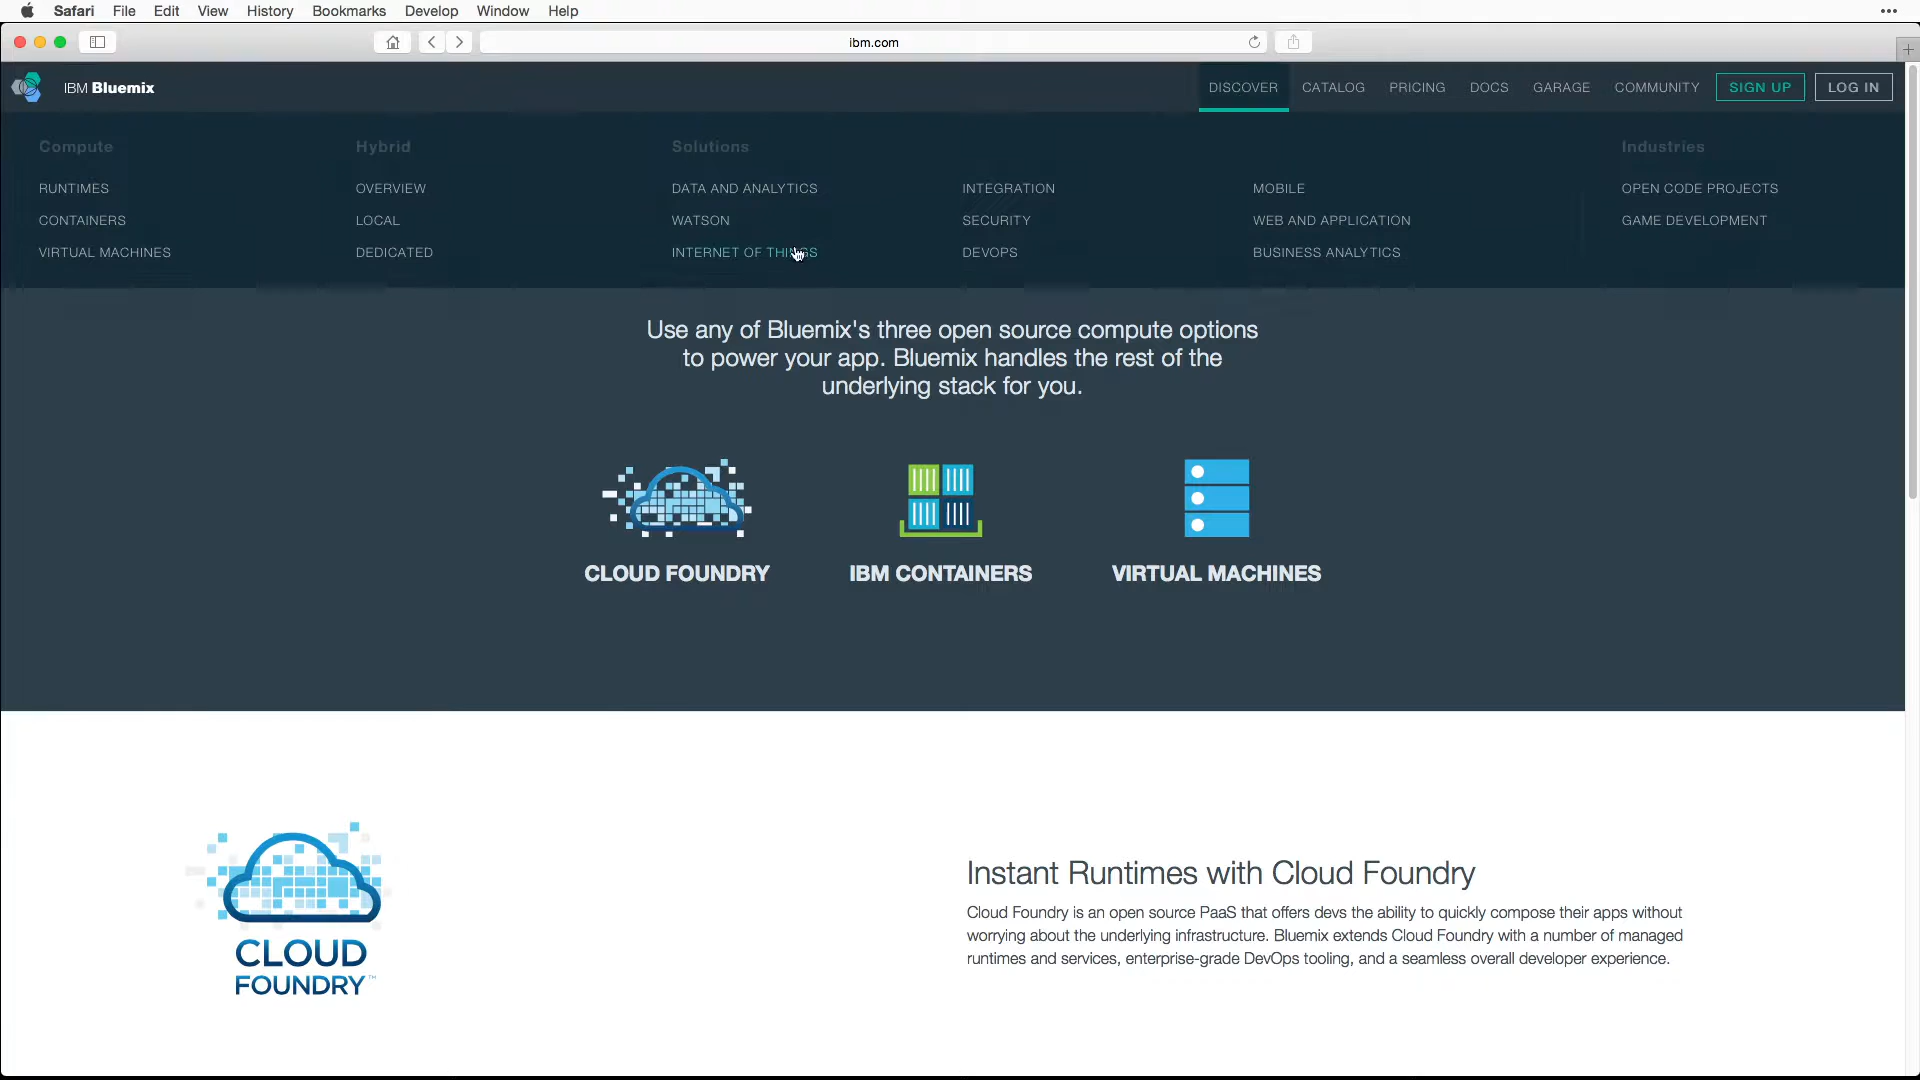 Safari File Edit View History Bookmarks Develop Window Help
ibm.com
IBM Bluemix
DISCOVER CATALOG PRICING DOCS GARAGE COMMUNITY SIGN UP LOG IN
Compute Hybrid Solutions Industries
RUNTIMES OVERVIEW DATA AND ANALYTICS INTEGRATION MOBILE OPEN CODE PROJECTS
CONTAINERS LOCAL WATSON SECURITY WEB AND APPLICATION GAME DEVELOPMENT
VIRTUAL MACHINES DEDICATED INTERNET OF THINGS DEVOPS BUSINESS ANALYTICS
Use any of Bluemix's three open source compute options
to power your app. Bluemix handles the rest of the
underlying stack for you.
CLOUD FOUNDRY IBM CONTAINERS VIRTUAL MACHINES
CLOUD
FOUNDRY™
Instant Runtimes with Cloud Foundry
Cloud Foundry is an open source PaaS that offers devs the ability to quickly compose their apps without
worrying about the underlying infrastructure. Bluemix extends Cloud Foundry with a number of managed
runtimes and services, enterprise-grade DevOps tooling, and a seamless overall developer experience.